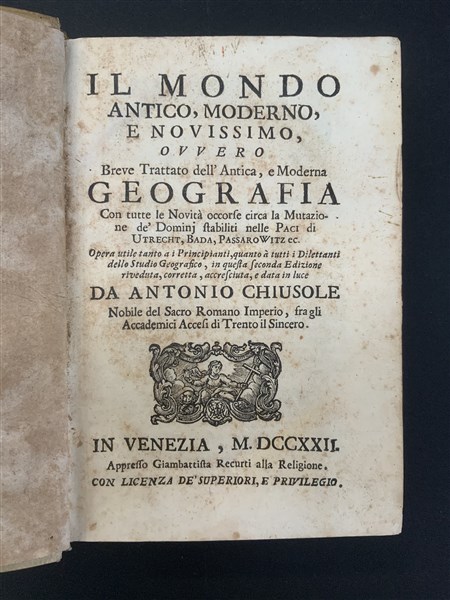 IL MONDO
ANTICO, MODERNO,
E NOVISSIMO,
OVVERO
Breve Trattato dell'Antica, e Moderna
GEOGRAFIA
Con tutte le Novità occorse circa la Mutazio-
ne de' Dominj stabiliti nelle PACI di
UTRECHT, BADA, PASSAROWITZ ec.
Opera utile tanto a i Principianti, quanto à tutti i Dilettanti
dello Studio Geografico, in questa seconda Edizione
riveduta, corretta, accresciuta, e data in luce
DA ANTONIO CHIUSOLE
Nobile del Sacro Romano Imperio, fra gli
Accademici Accesi di Trento il Sincero.
IN VENEZIA, M. DCCXXII.
Appresso Giambattista Recurti alla Religione.
CON LICENZA DE' SUPERIORI, E PRIVILEGIO.